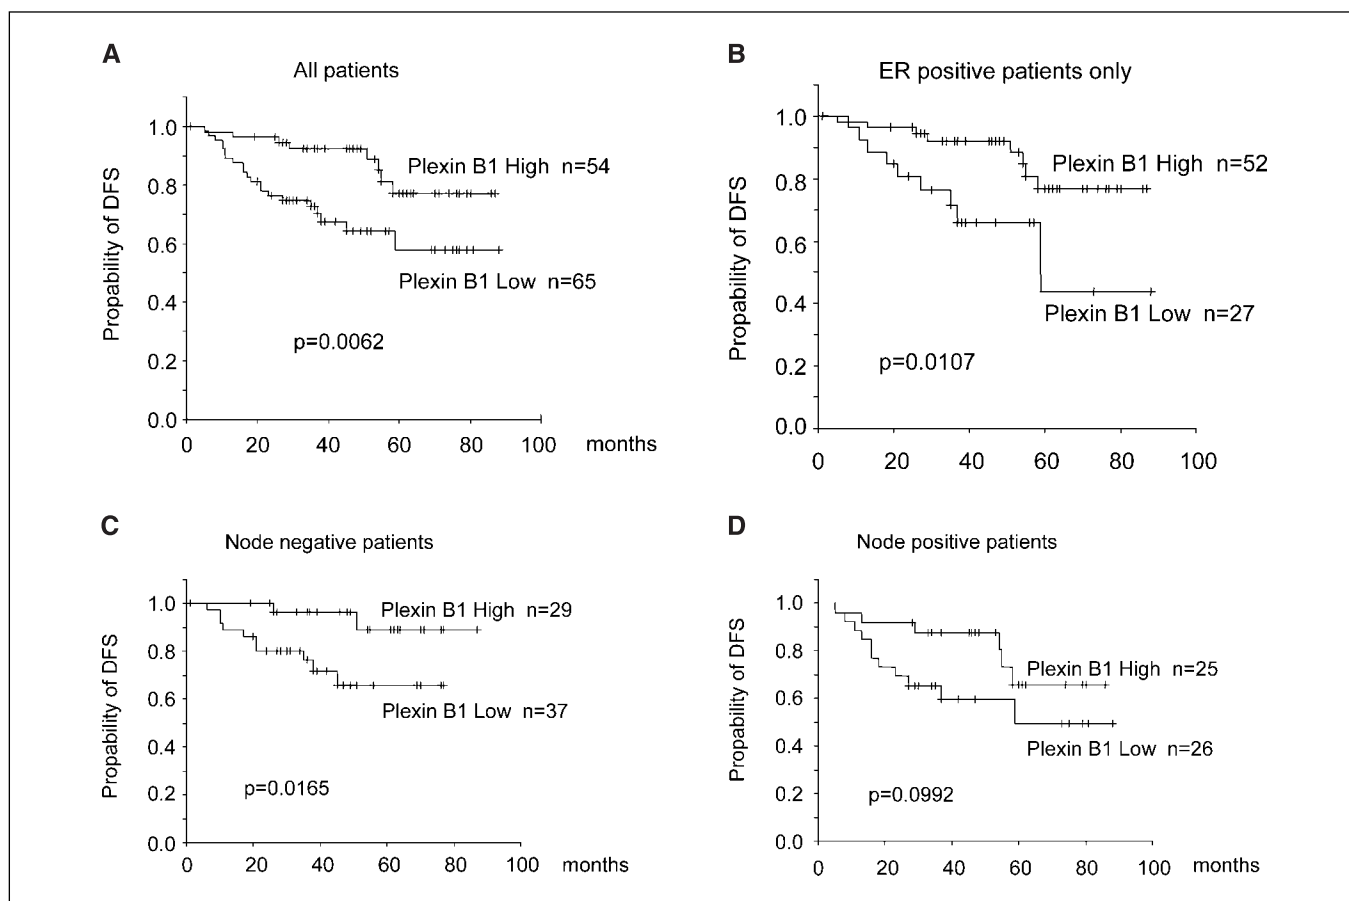 A
All patients
Propability of DFS
1.0
0.8
0.6
0.4
0.2
0.0
Plexin B1 High n=54
Plexin B1 Low n=65
p=0.0062
0 20 40 60 80 100 months
B
ER positive patients only
Propability of DFS
1.0
0.8
0.6
0.4
0.2
0.0
Plexin B1 High n=52
Plexin B1 Low n=27
p=0.0107
0 20 40 60 80 100
C
Node negative patients
Propability of DFS
1.0
0.8
0.6
0.4
0.2
0.0
Plexin B1 High n=29
Plexin B1 Low n=37
p=0.0165
0 20 40 60 80 100 months
D
Node positive patients
Propability of DFS
1.0
0.8
0.6
0.4
0.2
0.0
Plexin B1 High n=25
Plexin B1 Low n=26
p=0.0992
0 20 40 60 80 100 months